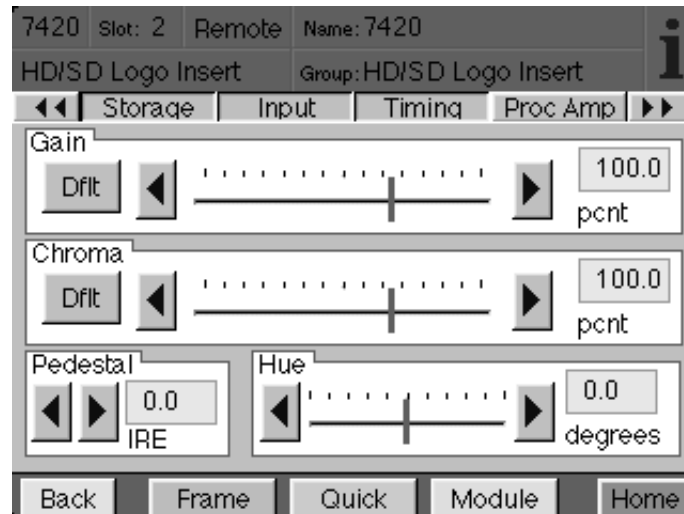 7420 Slot: 2 Remote Name: 7420
HD/SD Logo Insert Group: HD/SD Logo Insert
Storage Input Timing Proc Amp
Gain
Dflt 100.0
pcnt
Chroma
Dflt 100.0
pcnt
Pedestal Hue
0.0 0.0
IRE degrees
Back Frame Quick Module Home